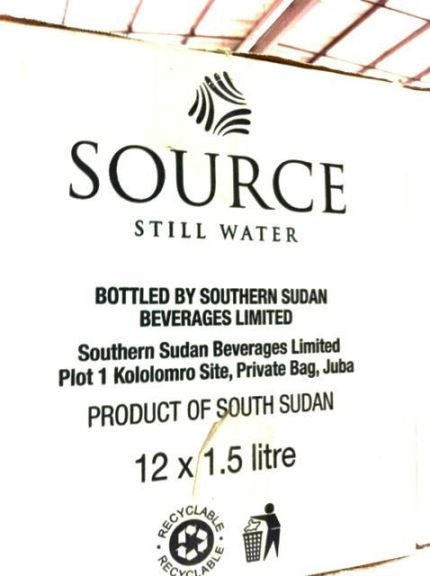 SOURCE
STILL WATER
BOTTLED BY SOUTHERN SUDAN
BEVERAGES LIMITED
Southern Sudan Beverages Limited
Plot 1 Kololomro Site, Private Bag, Juba
PRODUCT OF SOUTH SUDAN
12 x 1.5 litre
RECYCLABLE
RECYCLABLE